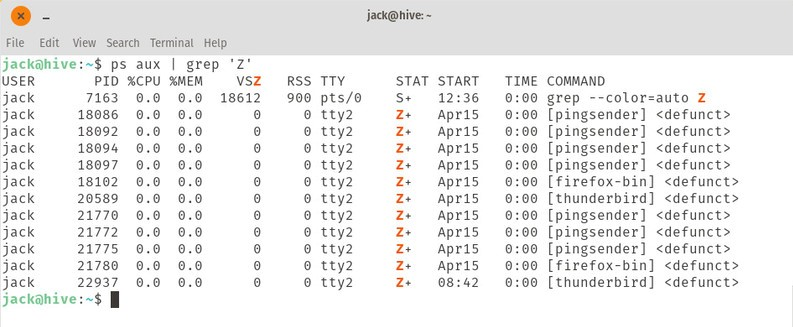 jack@hive: ~
File Edit View Search Terminal Help
jack@hive:~$ ps aux | grep 'Z'
USER       PID %CPU %MEM    VSZ   RSS TTY      STAT START   TIME COMMAND
jack      7163  0.0  0.0  18612   900 pts/0    S+   12:36   0:00 grep --color=auto Z
jack     18086  0.0  0.0      0     0 tty2     Z+   Apr15   0:00 [pingsender] <defunct>
jack     18092  0.0  0.0      0     0 tty2     Z+   Apr15   0:00 [pingsender] <defunct>
jack     18094  0.0  0.0      0     0 tty2     Z+   Apr15   0:00 [pingsender] <defunct>
jack     18097  0.0  0.0      0     0 tty2     Z+   Apr15   0:00 [pingsender] <defunct>
jack     18102  0.0  0.0      0     0 tty2     Z+   Apr15   0:00 [firefox-bin] <defunct>
jack     20589  0.0  0.0      0     0 tty2     Z+   Apr15   0:00 [thunderbird] <defunct>
jack     21770  0.0  0.0      0     0 tty2     Z+   Apr15   0:00 [pingsender] <defunct>
jack     21772  0.0  0.0      0     0 tty2     Z+   Apr15   0:00 [pingsender] <defunct>
jack     21775  0.0  0.0      0     0 tty2     Z+   Apr15   0:00 [pingsender] <defunct>
jack     21780  0.0  0.0      0     0 tty2     Z+   Apr15   0:00 [firefox-bin] <defunct>
jack     22937  0.0  0.0      0     0 tty2     Z+   08:42   0:00 [thunderbird] <defunct>
jack@hive:~$